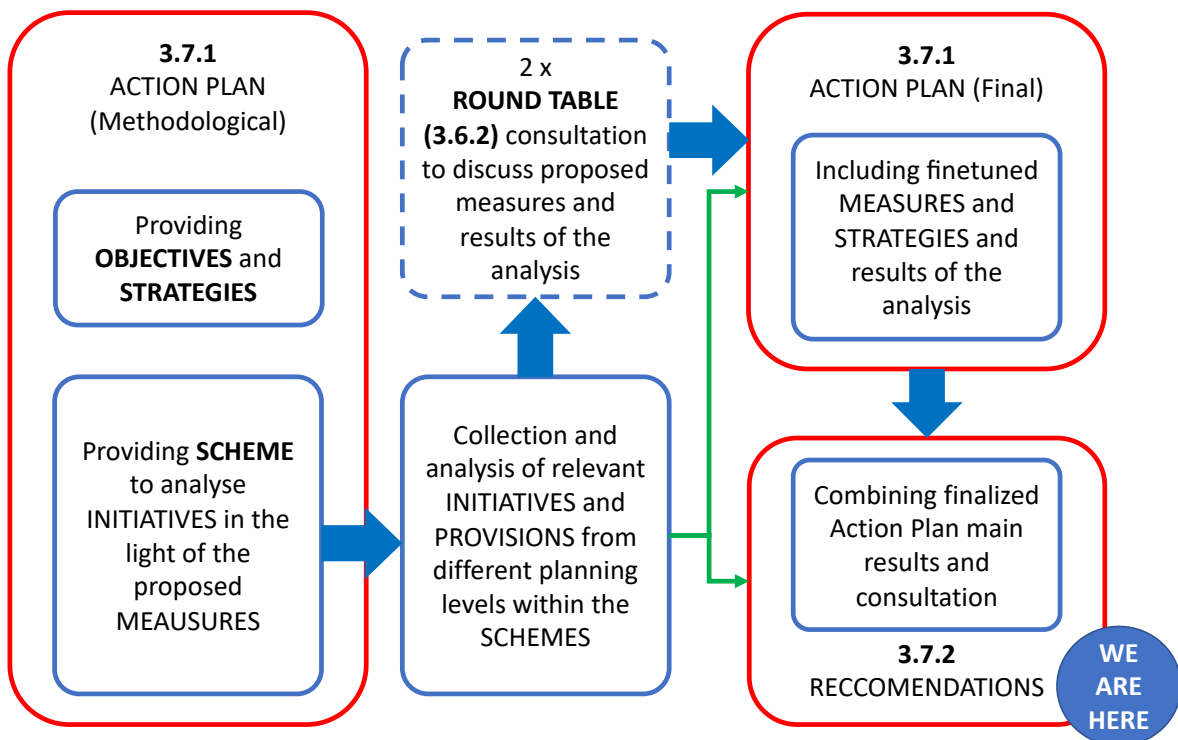 3.7.1
ACTION PLAN
(Methodological)
Providing
OBJECTIVES and
STRATEGIES
Providing SCHEME
to analyse
INITIATIVES in the
light of the
proposed
MEAUSURES
2 x
ROUND TABLE
(3.6.2) consultation
to discuss proposed
measures and
results of the
analysis
Collection and
analysis of relevant
INITIATIVES and
PROVISIONS from
different planning
levels within the
SCHEMES
3.7.1
ACTION PLAN (Final)
Including finetuned
MEASURES and
STRATEGIES and
results of the
analysis
Combining finalized
Action Plan main
results and
consultation
3.7.2
RECCOMENDATIONS
WE
ARE
HERE